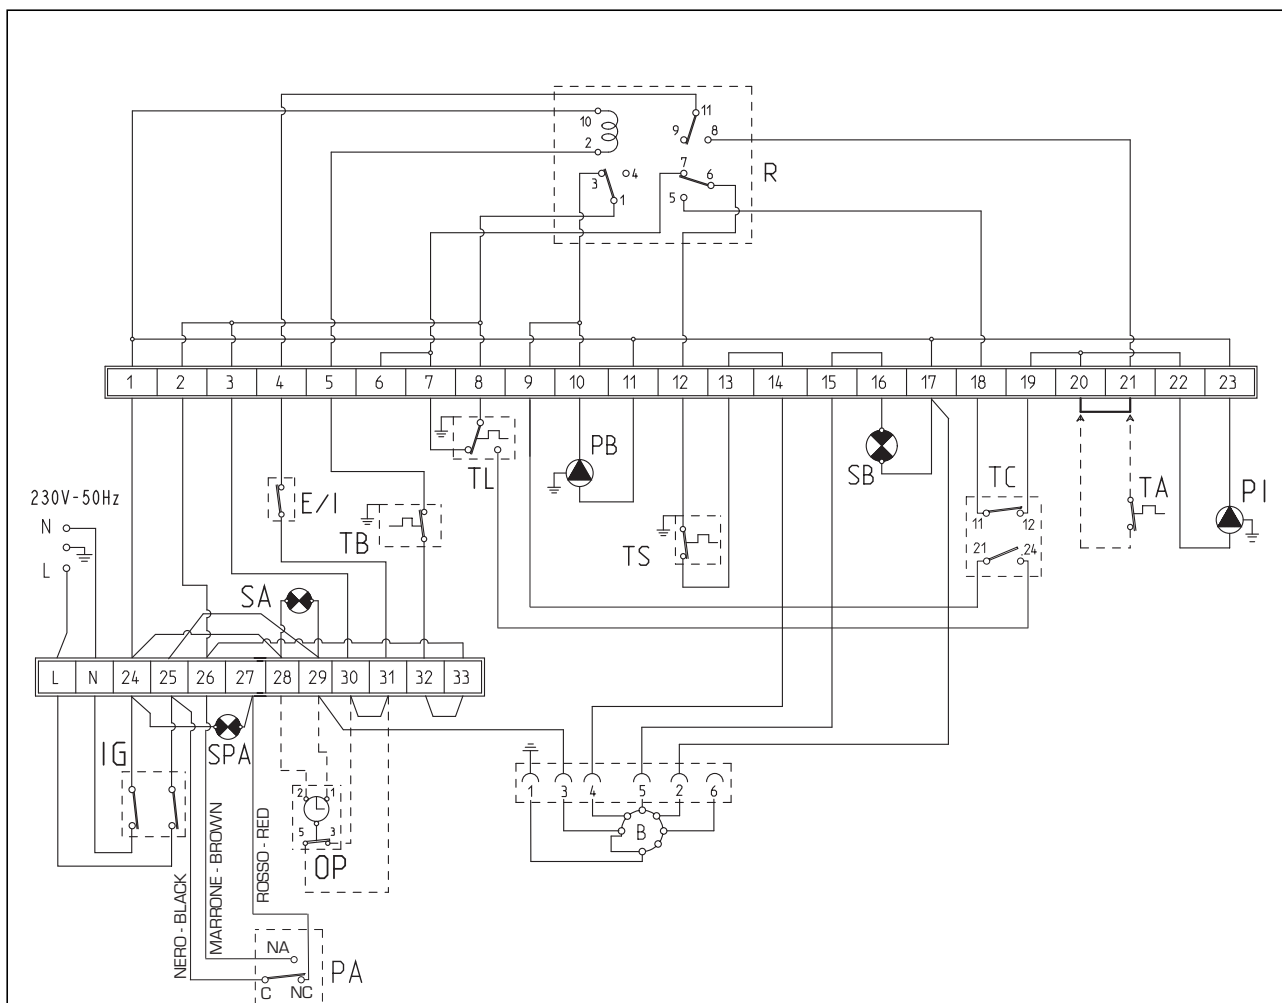 10
11
9
8
2
7
R
3
4
6
1
5
1 2 3 4 5 6 7 8 9 10 11 12 13 14 15 16 17 18 19 20 21 22 23
PB
TL
SB
TC
TA
PI
230V-50Hz
E/I
N
11
12
TB
TS
21
24
L
SA
L N 24 25 26 27 28 29 30 31 32 33
IG
SPA
2
1
1 3 4 5 2 6
5
3
B
OP
NERO - BLACK
MARRONE - BROWN
ROSSO - RED
NA
PA
C
NC